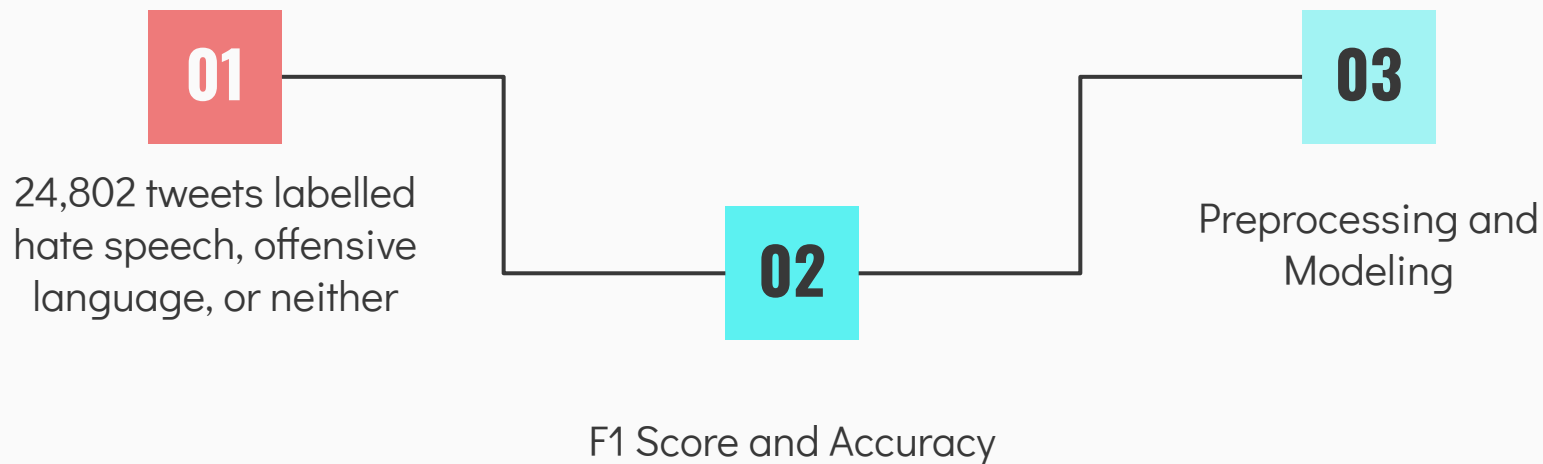 01
24,802 tweets labelled
hate speech, offensive
language, or neither
02
F1 Score and Accuracy
03
Preprocessing and
Modeling